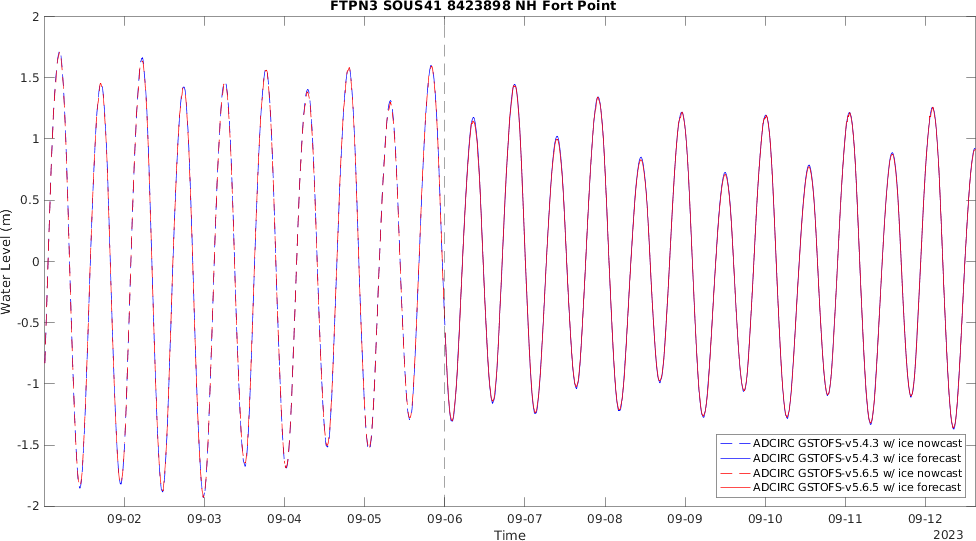 FTPN3 SOUS41 8423898 NH Fort Point
2
1.5
1
0.5
0
-0.5
-1
-1.5
-2
Water Level (m)
09-02 09-03 09-04 09-05 09-06 09-07 09-08 09-09 09-10 09-11 09-12
Time
2023
ADCIRC GSTOFS-v5.4.3 w/ ice nowcast
ADCIRC GSTOFS-v5.4.3 w/ ice forecast
ADCIRC GSTOFS-v5.6.5 w/ ice nowcast
ADCIRC GSTOFS-v5.6.5 w/ ice forecast